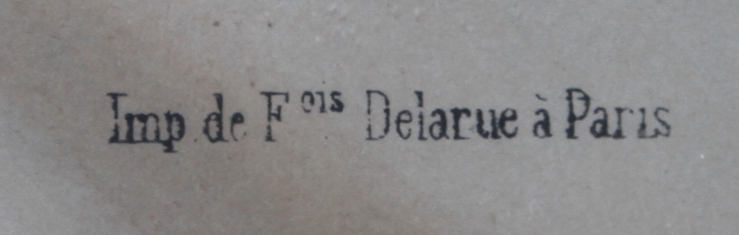 Imp de F ois Delarue à Paris